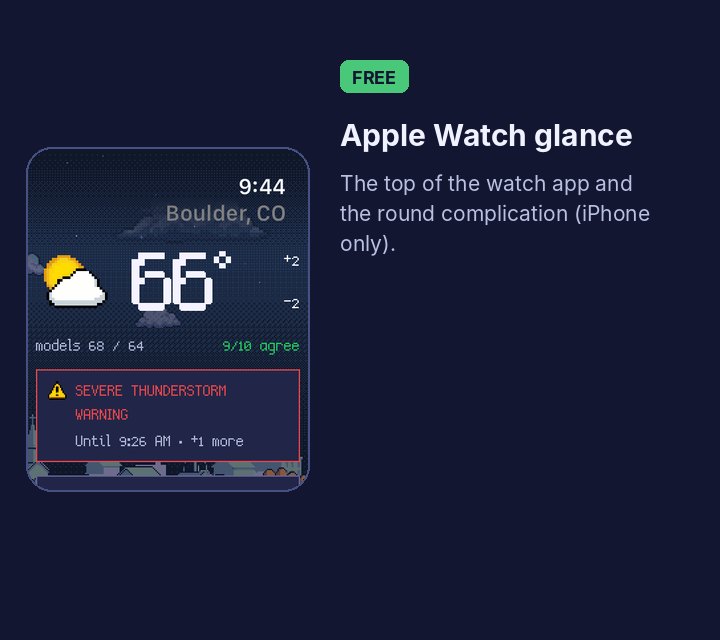 FREE
Apple Watch glance
The top of the watch app and
the round complication (iPhone
only).
9:44
Boulder, CO
66°
+2
−2
models 68 / 64
9/10 agree
SEVERE THUNDERSTORM
WARNING
Until 9:26 AM · +1 more